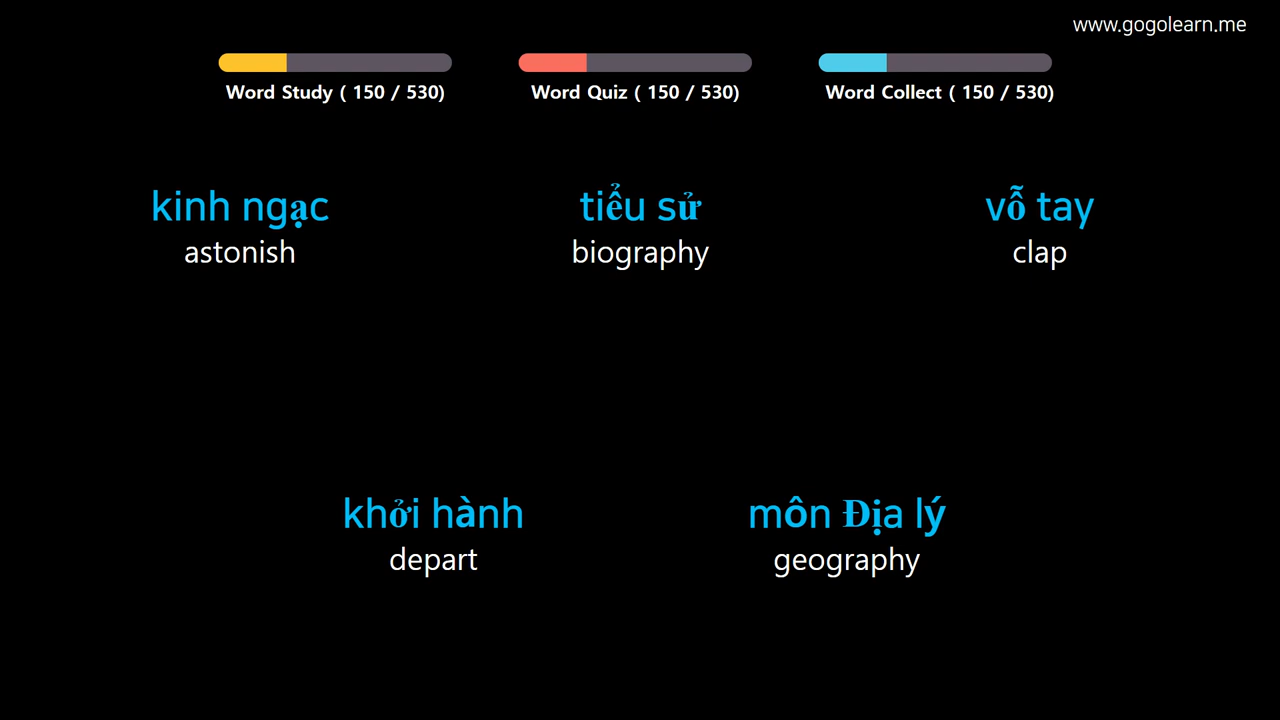 www.gogolearn.me
Word Study ( 150 / 530)
Word Quiz ( 150 / 530)
Word Collect ( 150 / 530)
kinh ngạc
astonish
tiểu sử
biography
vỗ tay
clap
khởi hành
depart
môn Địa lý
geography